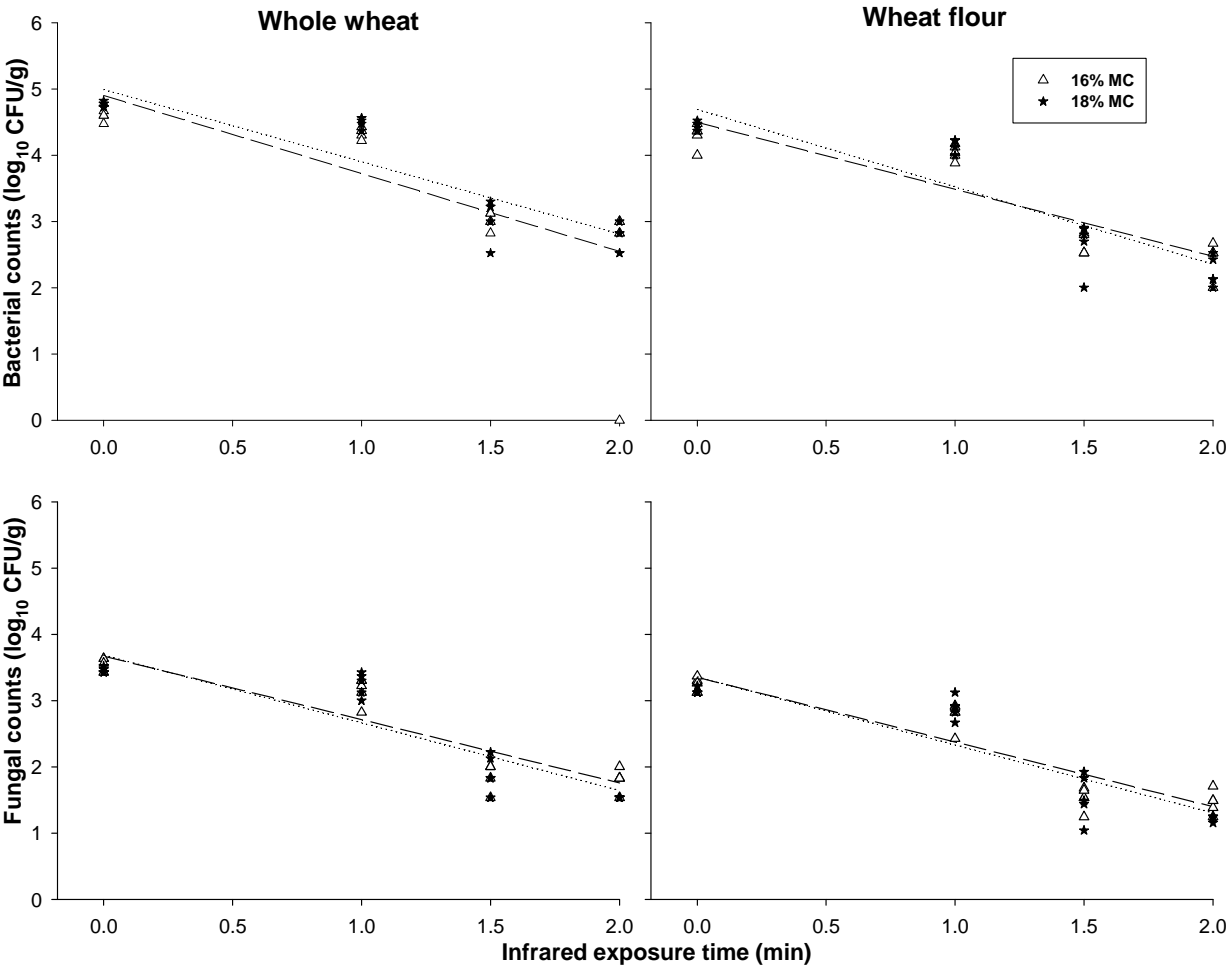 Whole wheat
Wheat flour
Bacterial counts (log10 CFU/g)
6
5
4
3
2
1
0
16% MC
18% MC
0.0 0.5 1.0 1.5 2.0
0.0 0.5 1.0 1.5 2.0
Fungal counts (log10 CFU/g)
6
5
4
3
2
1
0
0.0 0.5 1.0 1.5 2.0
0.0 0.5 1.0 1.5 2.0
Infrared exposure time (min)